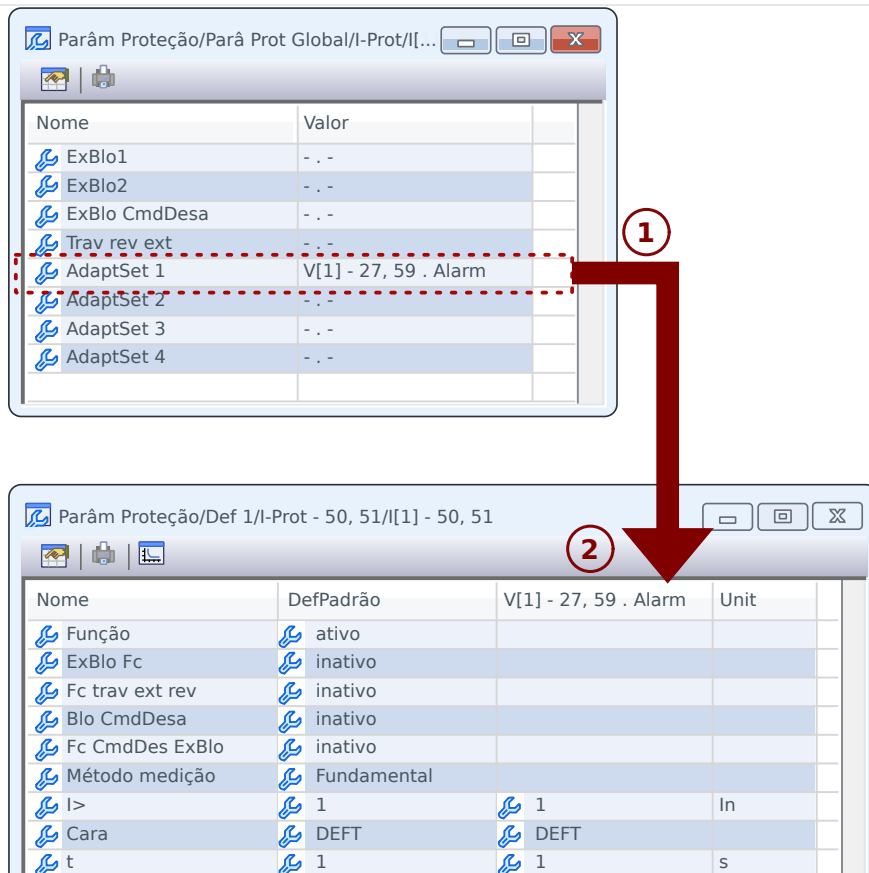 Parâm Proteção/Parâ Prot Global/I-Prot/I[...
Nome Valor
ExBlo1 - . -
ExBlo2 - . -
ExBlo CmdDesa - . -
Trav rev ext - . -
AdaptSet 1 V[1] - 27, 59 . Alarm
AdaptSet 2 - . -
AdaptSet 3 - . -
AdaptSet 4 - . -
1
Parâm Proteção/Def 1/I-Prot - 50, 51/I[1] - 50, 51
2
Nome DefPadrão V[1] - 27, 59 . Alarm Unit
Função ativo
ExBlo Fc inativo
Fc trav ext rev inativo
Blo CmdDesa inativo
Fc CmdDes ExBlo inativo
Método medição Fundamental
I> 1 1 In
Cara DEFT DEFT
t 1 1 s